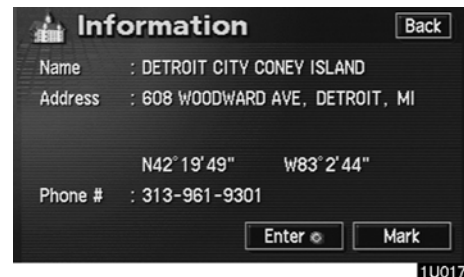 Information Back
Name : DETROIT CITY CONEY ISLAND
Address : 608 WOODWARD AVE, DETROIT, MI
N42°19'49" W83°2'44"
Phone # : 313-961-9301
Enter Mark
1U017